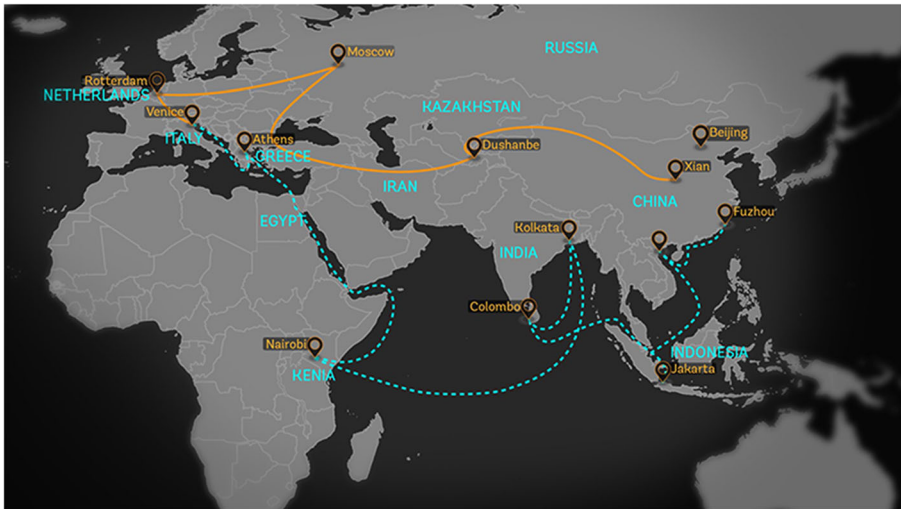 RUSSIA
Moscow
Rotterdam
NETHERLANDS
KAZAKHSTAN
Venice
ITALY
Athens
GREECE
Dushanbe
Beijing
Xian
IRAN
CHINA
EGYPT
Fuzhou
Kolkata
INDIA
Colombo
Nairobi
KENIA
INDONESIA
Jakarta